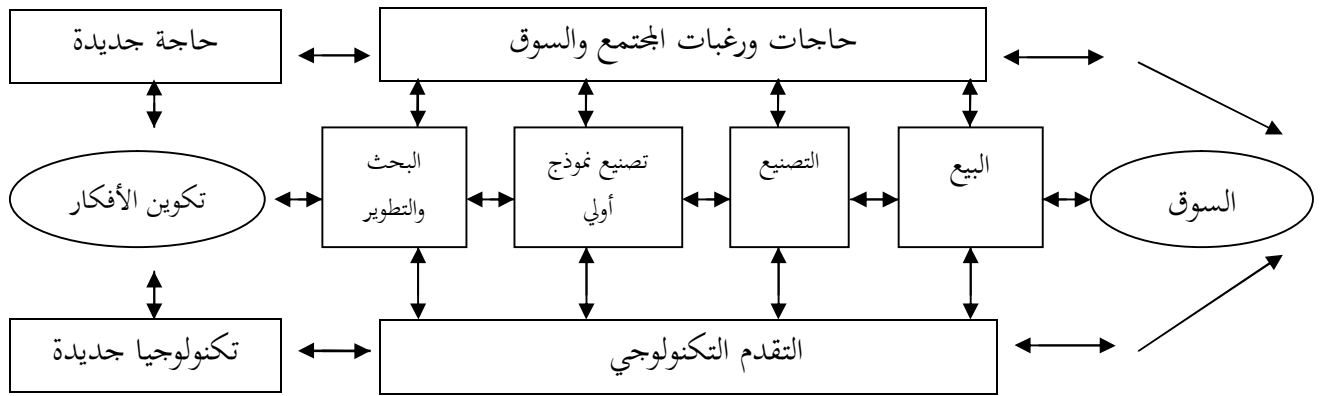 حاجات ورغبات المجتمع والسوق
حاجة جديدة
السوق
البيع
التصنيع
تصنيع نموذج
أولي
البحث
والتطوير
تكوين الأفكار
التقدم التكنولوجي
تكنولوجيا جديدة